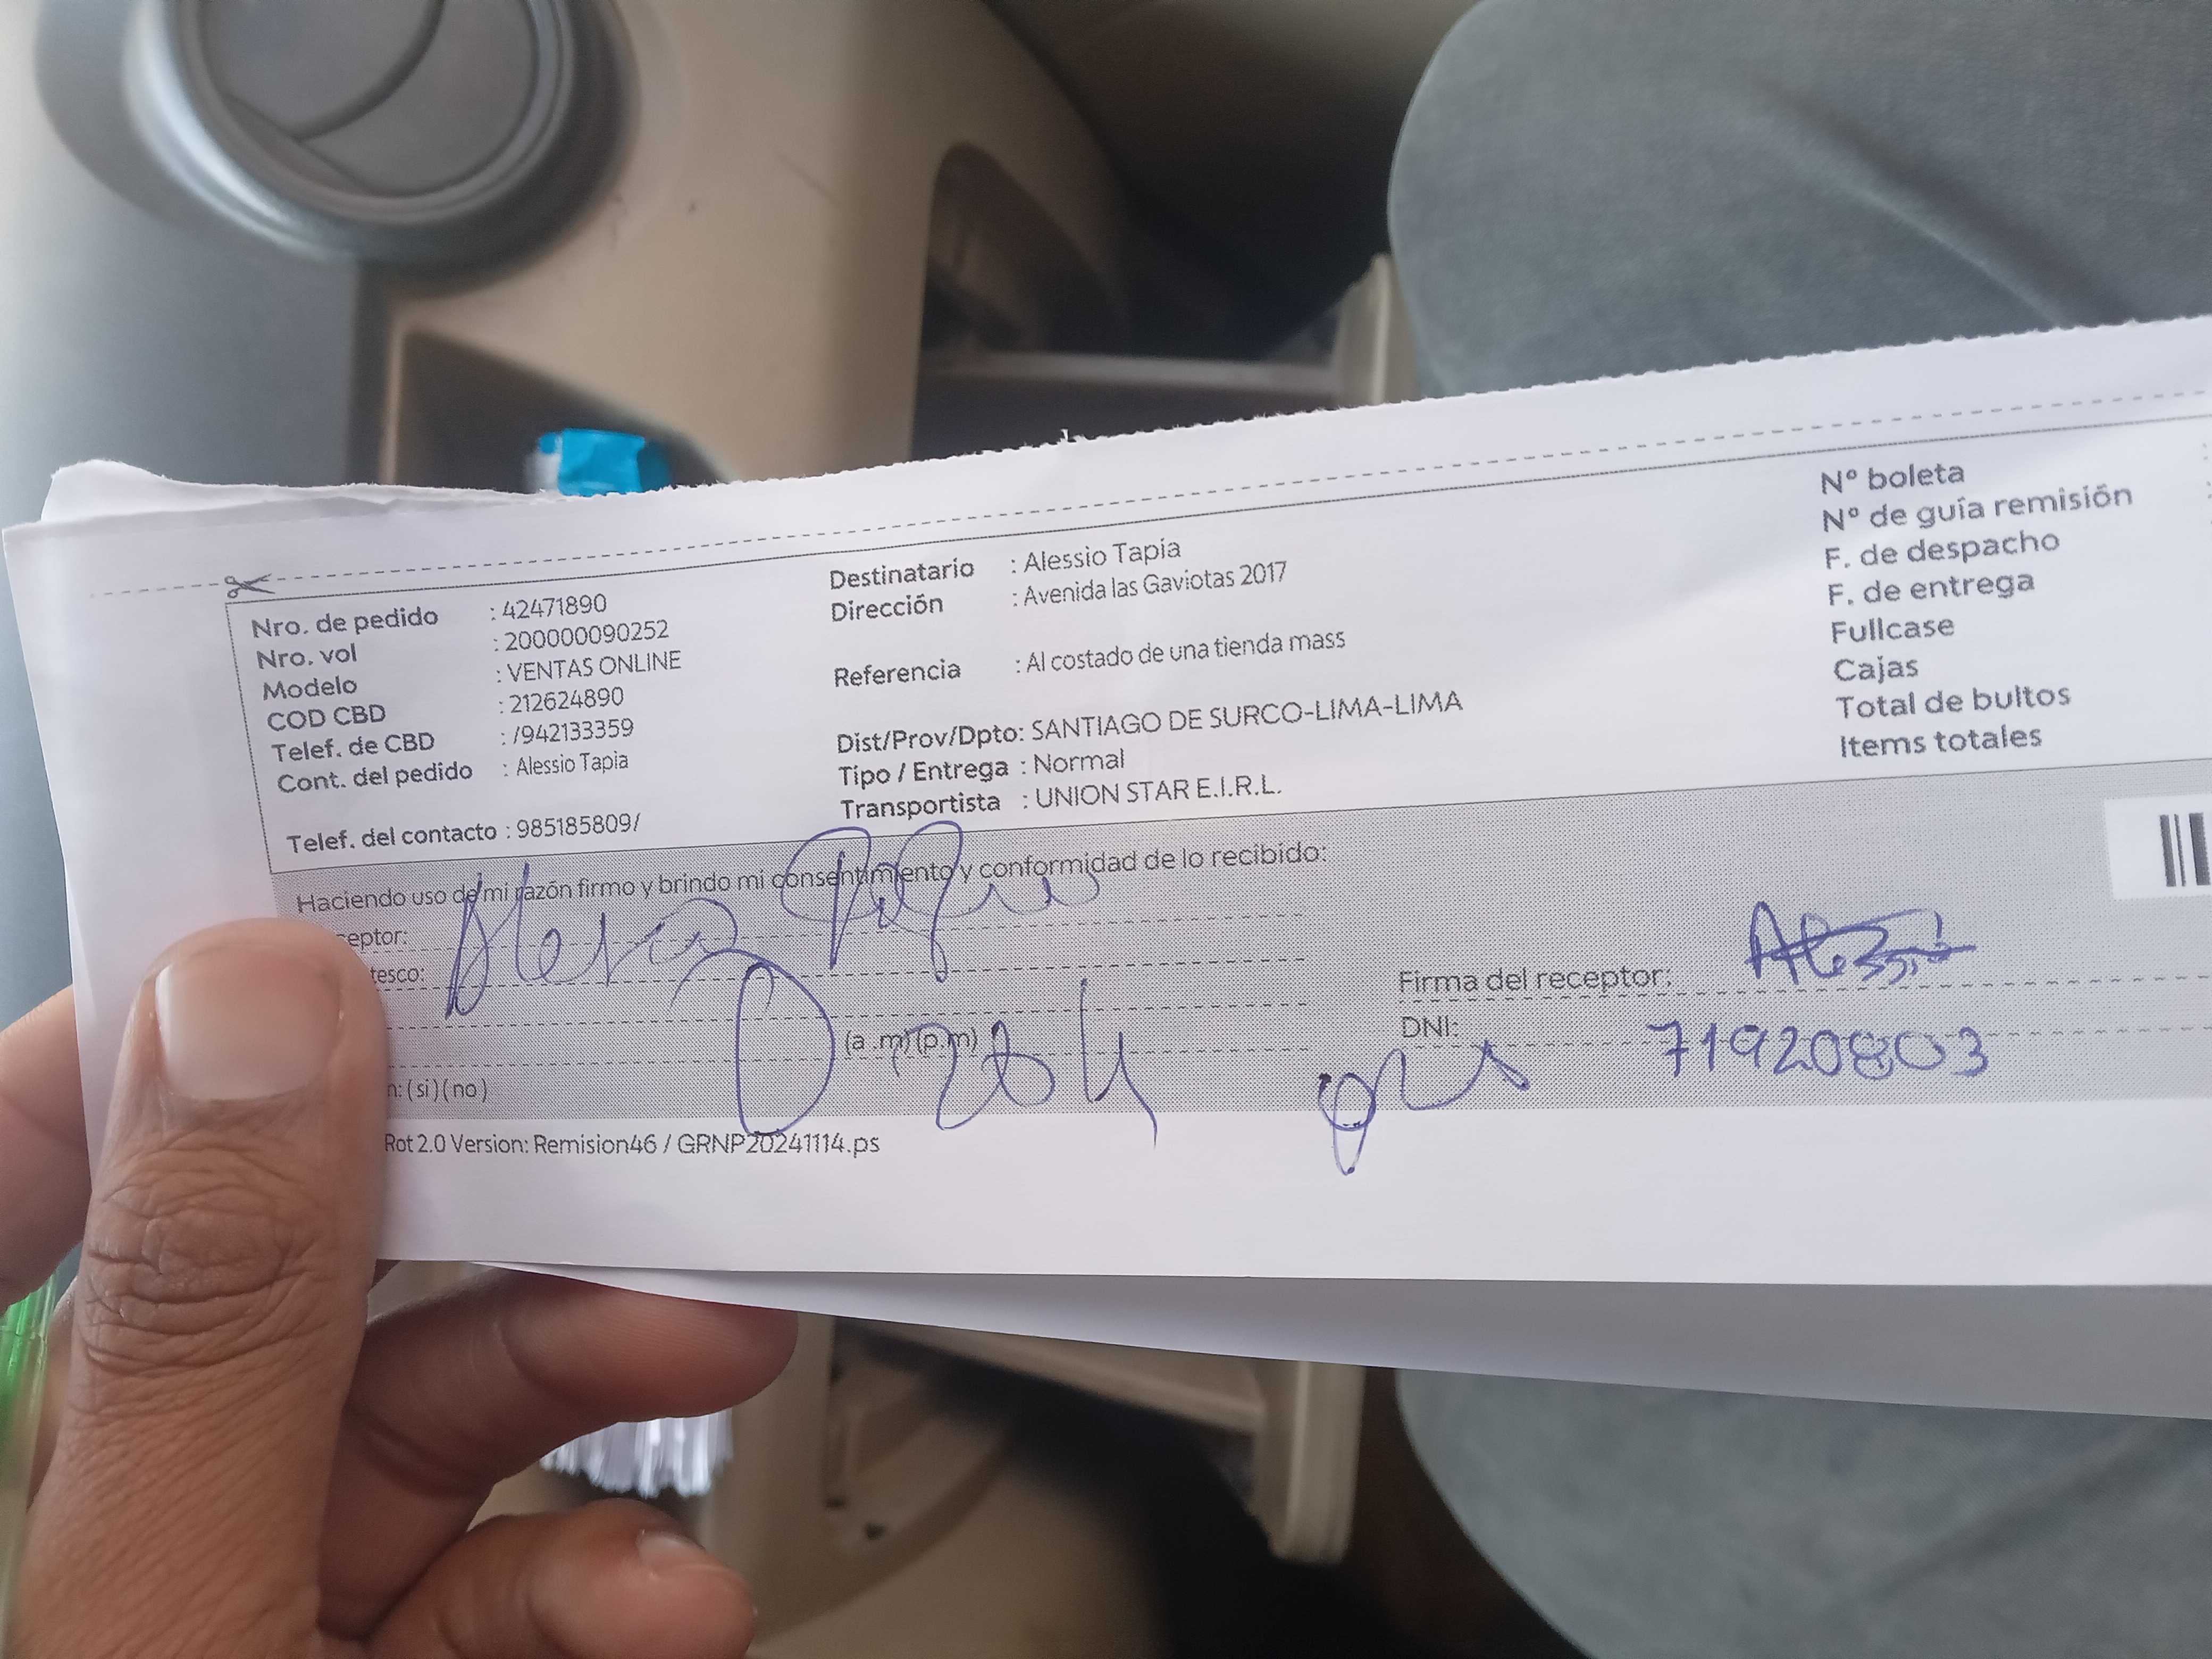 Nro. de pedido : 42471890
Nro. vol : 200000090252
Modelo : VENTAS ONLINE
COD CBD : 212624890
Telef. de CBD : /942133359
Cont. del pedido : Alessio Tapia
Telef. del contacto : 985185809/
Destinatario : Alessio Tapia
Dirección : Avenida las Gaviotas 2017
Referencia : Al costado de una tienda mass
Dist/Prov/Dpto: SANTIAGO DE SURCO-LIMA-LIMA
Tipo / Entrega : Normal
Transportista : UNION STAR E.I.R.L.
Nº boleta
Nº de guía remisión
F. de despacho
F. de entrega
Fullcase
Cajas
Total de bultos
Items totales
Haciendo uso de mi razón firmo y brindo mi consentimiento y conformidad de lo recibido:
ceptor:
tesco:
(a .m) (p.m)
n: ( si ) ( no )
Firma del receptor:
DNI: 71920803
Rot 2.0 Version: Remision46 / GRNP20241114.ps